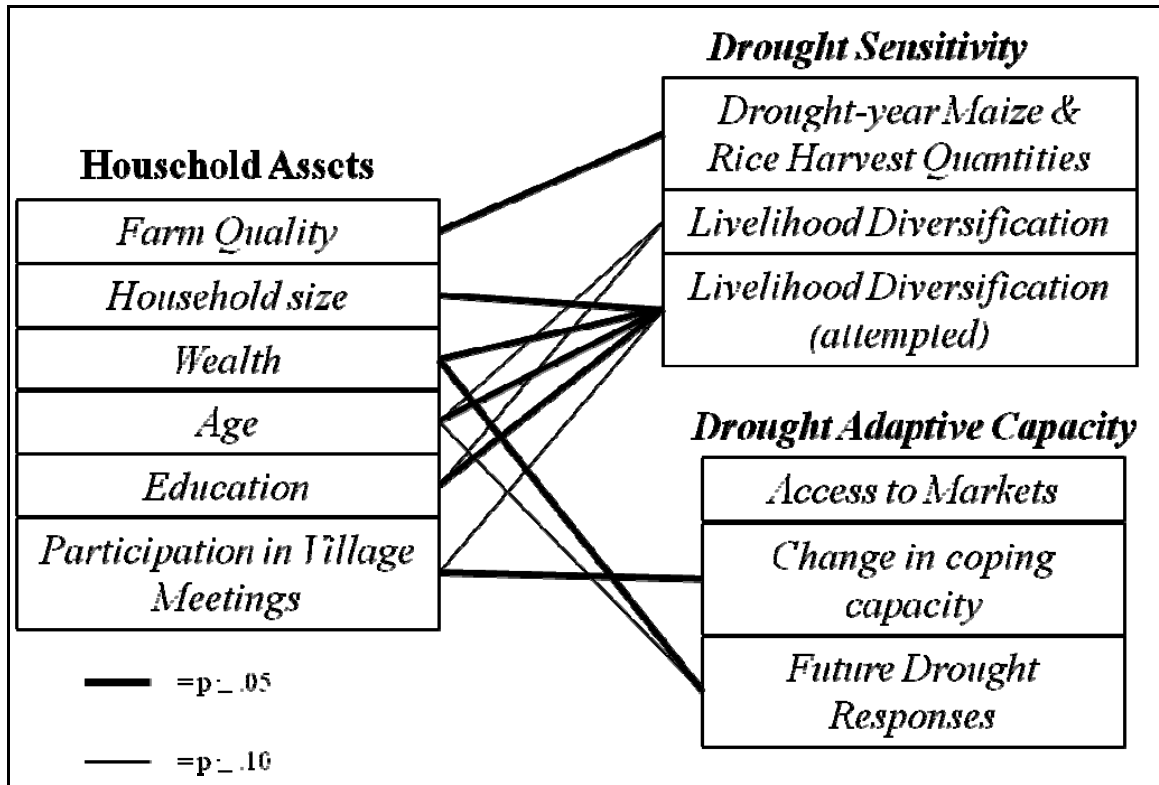 Household Assets
Farm Quality
Household size
Wealth
Age
Education
Participation in Village
Meetings
=p:_ .05
=p:_ .10
Drought Sensitivity
Drought-year Maize &
Rice Harvest Quantities
Livelihood Diversification
Livelihood Diversification
(attempted)
Drought Adaptive Capacity
Access to Markets
Change in coping
capacity
Future Drought
Responses